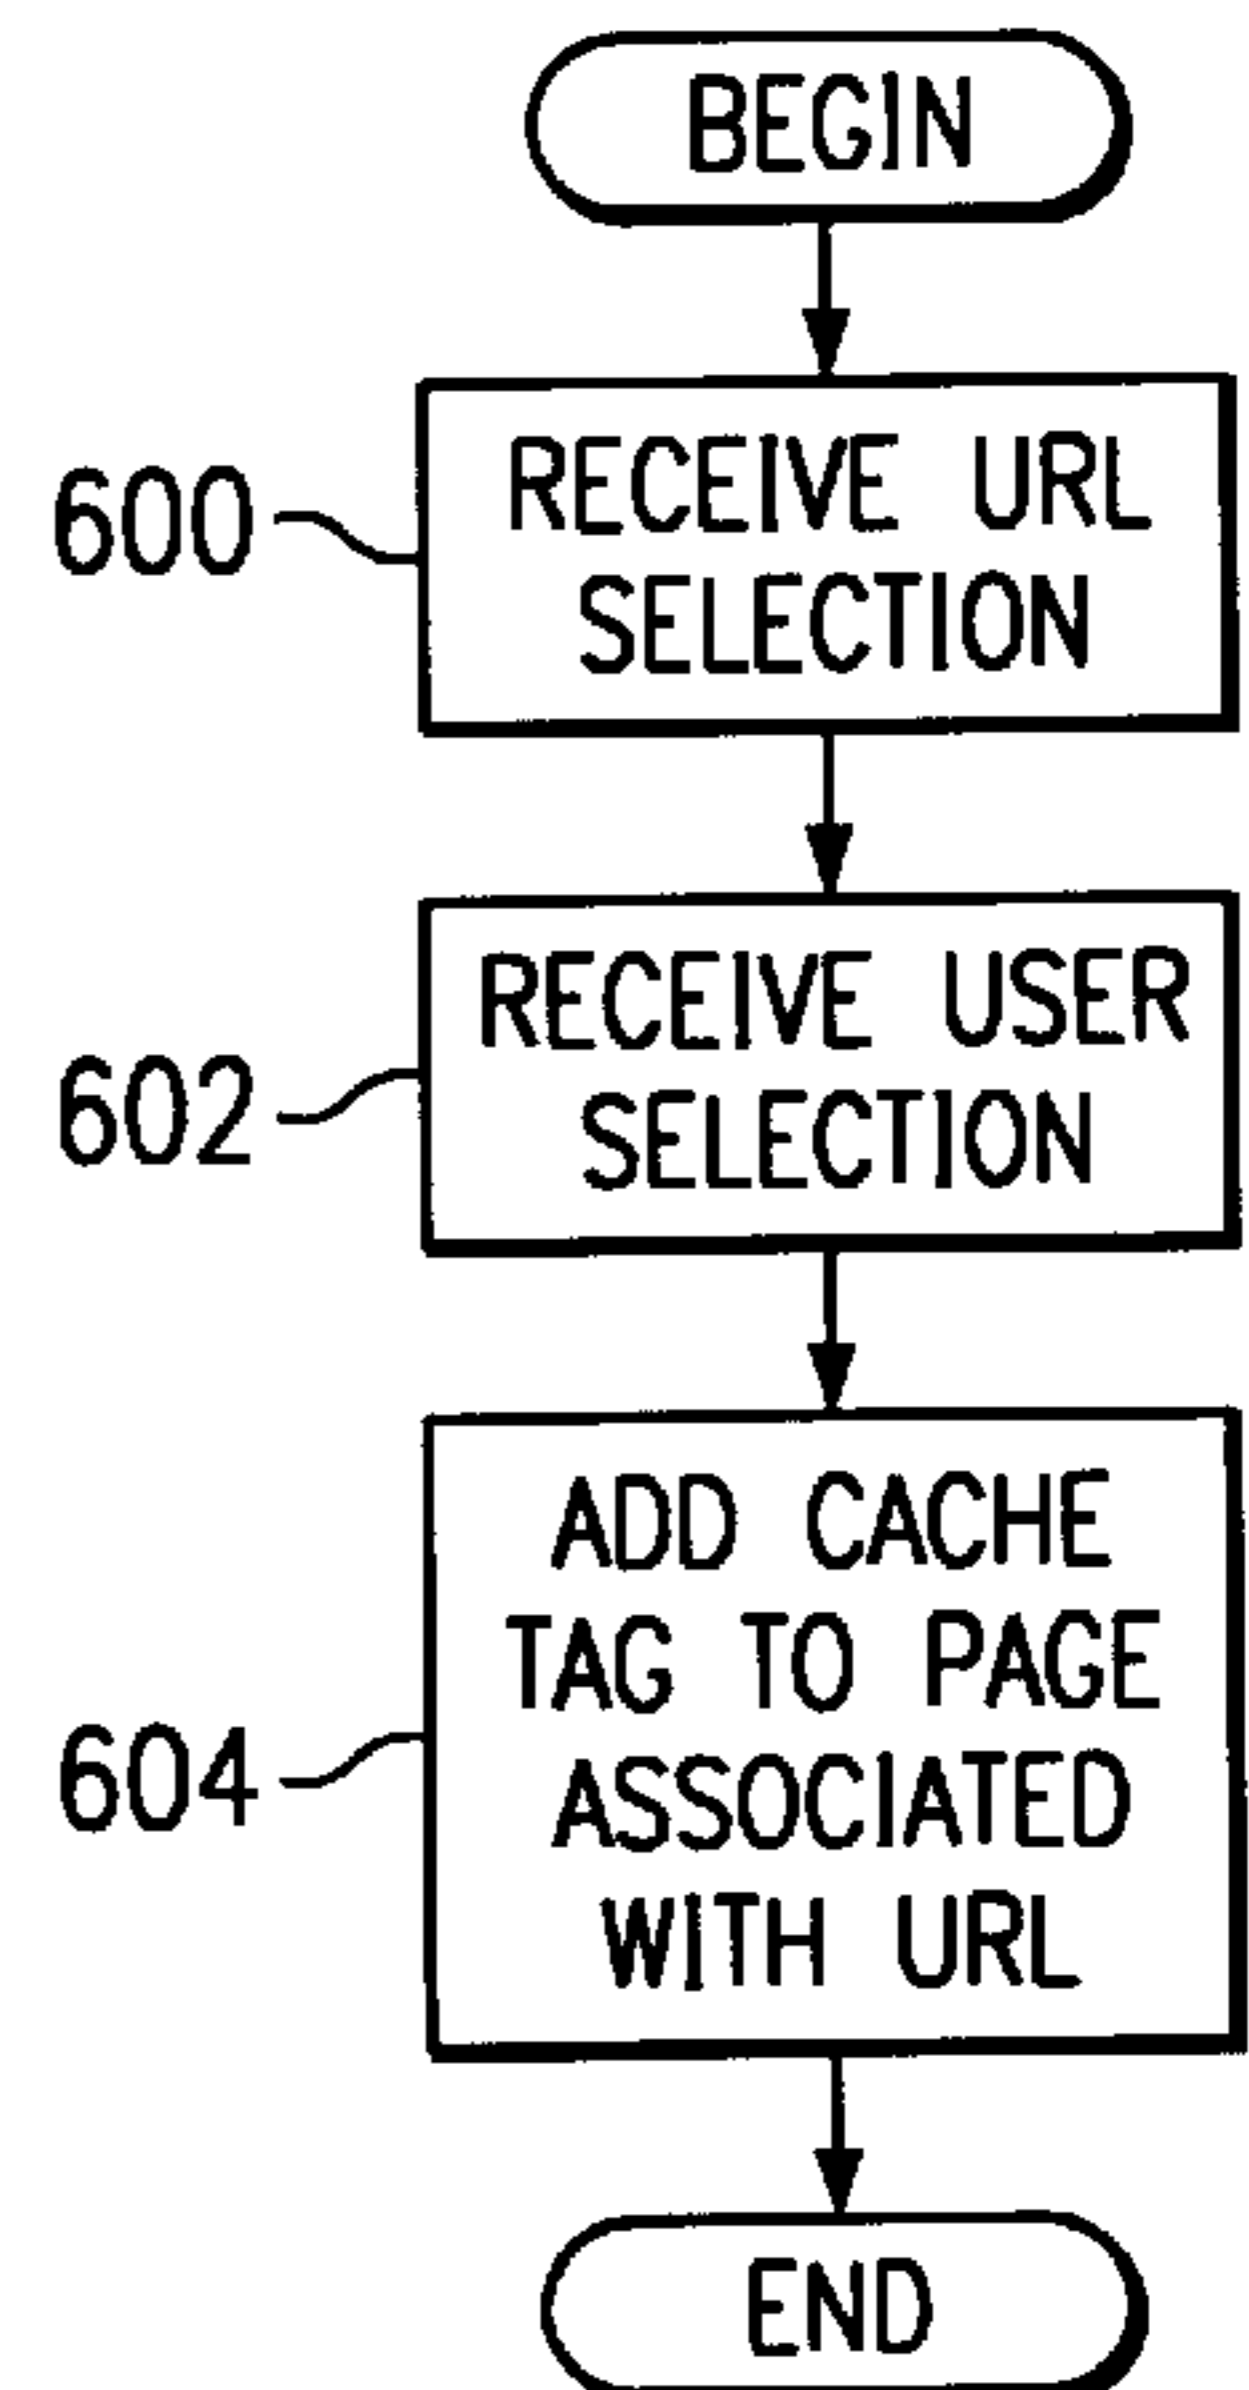 BEGIN
600
RECEIVE URL
SELECTION
602
RECEIVE USER
SELECTION
604
ADD CACHE
TAG TO PAGE
ASSOCIATED
WITH URL
END